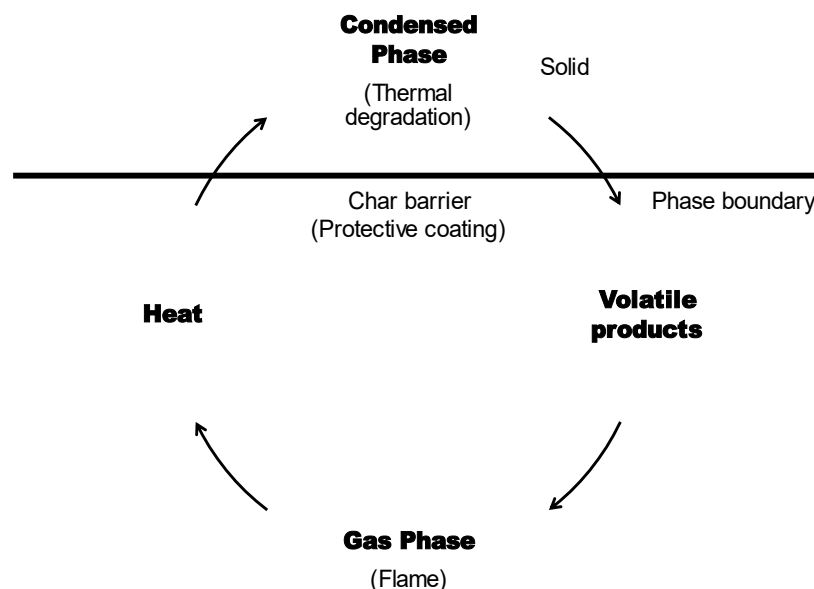 Condensed
Phase
Solid
(Thermal
degradation)
Char barrier
(Protective coating)
Phase boundary
Heat
Volatile
products
Gas Phase
(Flame)